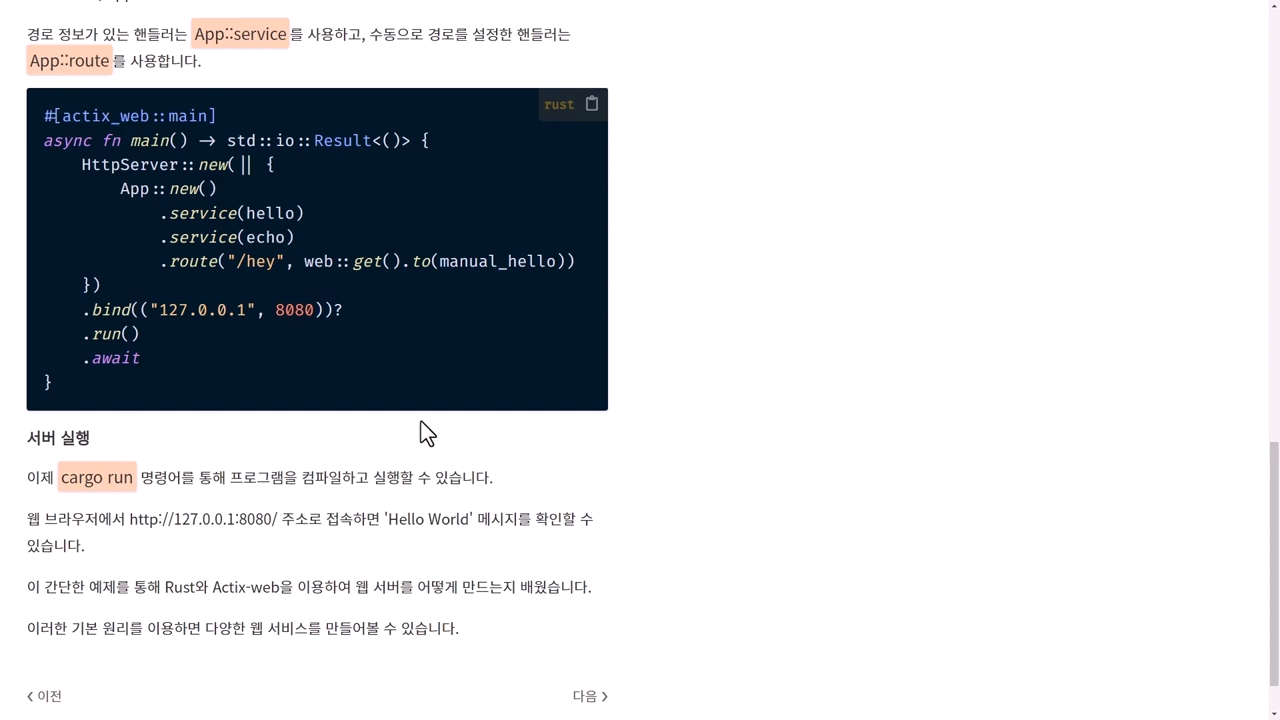 경로 정보가 있는 핸들러는 App::service 를 사용하고, 수동으로 경로를 설정한 핸들러는
App::route 를 사용합니다.
rust
#[actix_web::main]
async fn main() -> std::io::Result<()> {
    HttpServer::new(|| {
        App::new()
            .service(hello)
            .service(echo)
            .route("/hey", web::get().to(manual_hello))
    })
    .bind(("127.0.0.1", 8080))?
    .run()
    .await
}
서버 실행
이제 cargo run 명령어를 통해 프로그램을 컴파일하고 실행할 수 있습니다.
웹 브라우저에서 http://127.0.0.1:8080/ 주소로 접속하면 'Hello World' 메시지를 확인할 수
있습니다.
이 간단한 예제를 통해 Rust와 Actix-web을 이용하여 웹 서버를 어떻게 만드는지 배웠습니다.
이러한 기본 원리를 이용하면 다양한 웹 서비스를 만들어볼 수 있습니다.
이전
다음